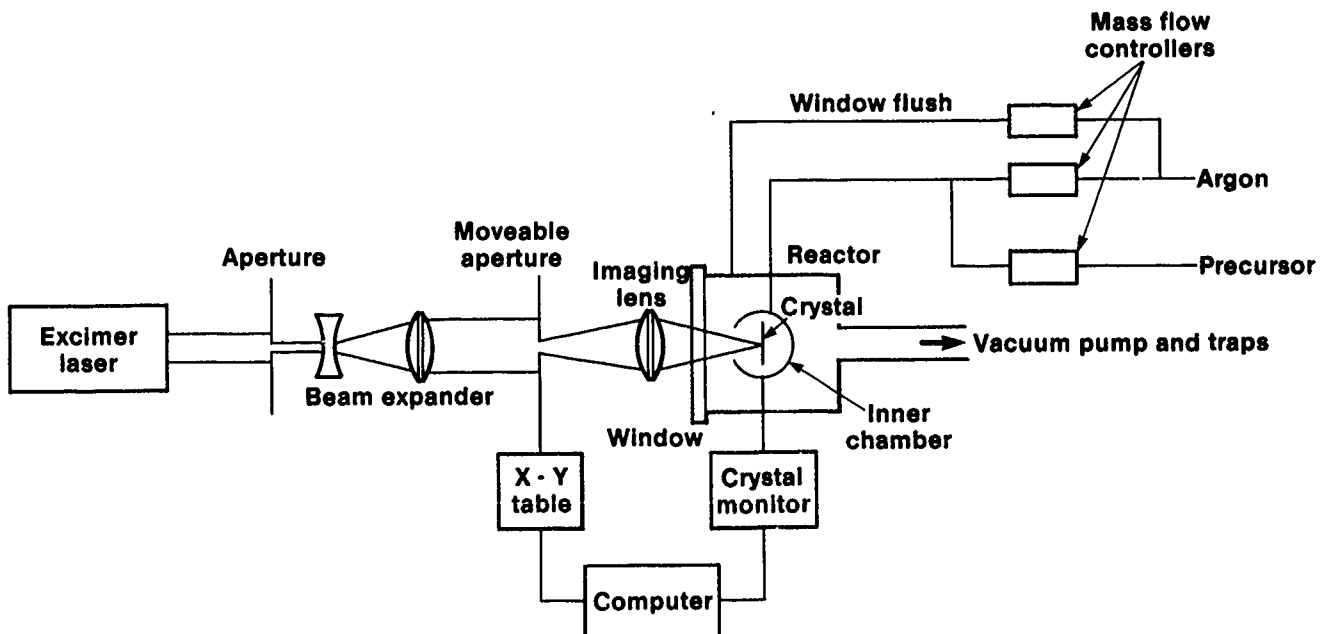 Mass flow
controllers
Window flush
Argon
Precursor
Moveable
aperture
Aperture
Imaging
lens
Reactor
Crystal
Excimer
laser
Beam expander
Vacuum pump and traps
Window
Inner
chamber
X - Y
table
Crystal
monitor
Computer